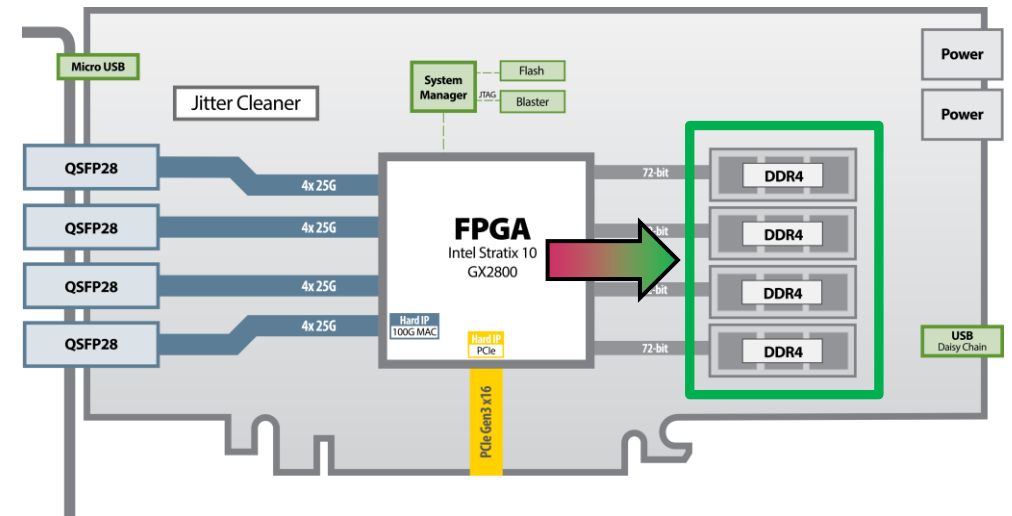 Micro USB
Jitter Cleaner
System
Manager
JTAG
Flash
Blaster
Power
Power
QSFP28
QSFP28
QSFP28
QSFP28
4x 25G
4x 25G
4x 25G
4x 25G
FPGA
Intel Stratix 10
GX2800
Hard IP
100G MAC
Hard IP
PCIe
PCIe Gen3 x16
72-bit
-bit
-bit
72-bit
DDR4
DDR4
DDR4
DDR4
USB
Daisy Chain